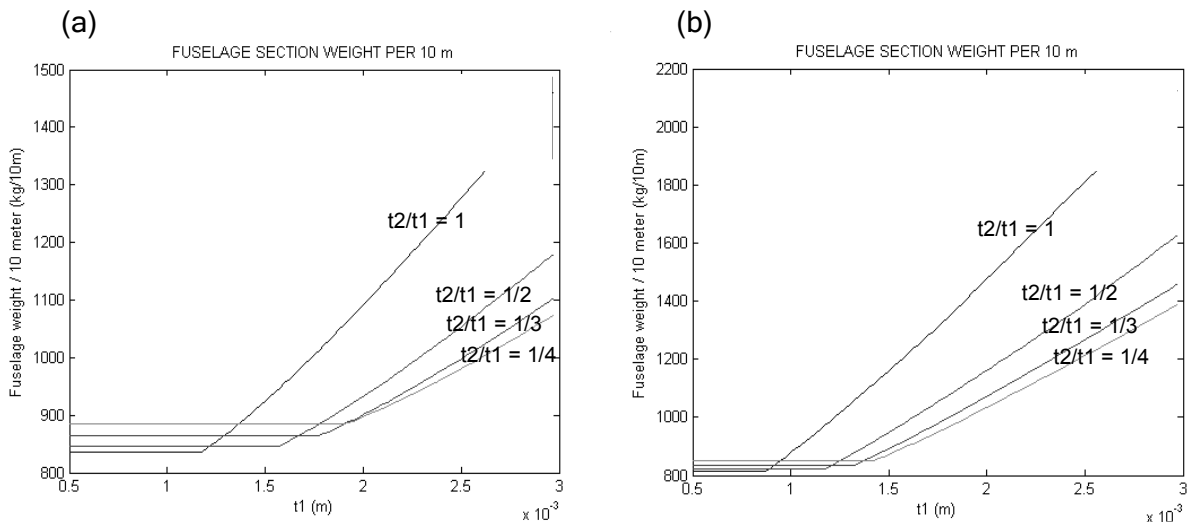 (a)
FUSELAGE SECTION WEIGHT PER 10 m
Fuselage weight / 10 meter (kg/10m)
1500
1400
1300
1200
1100
1000
900
800
t2/t1 = 1
t2/t1 = 1/2
t2/t1 = 1/3
t2/t1 = 1/4
0.5 1 1.5 2 2.5 3
t1 (m)
x 10⁻³
(b)
FUSELAGE SECTION WEIGHT PER 10 m
Fuselage weight / 10 meter (kg/10m)
2200
2000
1800
1600
1400
1200
1000
800
t2/t1 = 1
t2/t1 = 1/2
t2/t1 = 1/3
t2/t1 = 1/4
0.5 1 1.5 2 2.5 3
t1 (m)
x 10⁻³